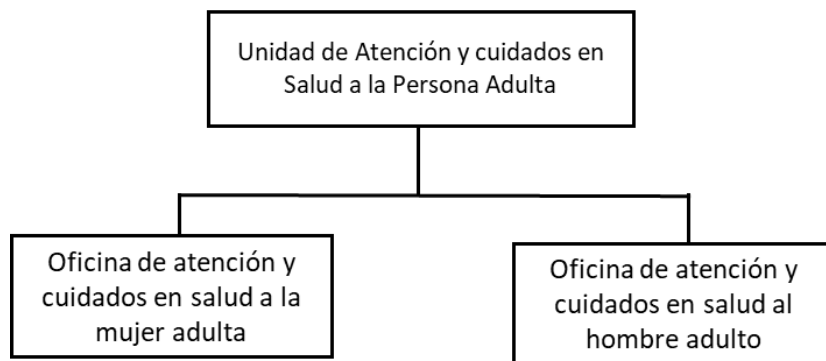 Unidad de Atención y cuidados en
Salud a la Persona Adulta
Oficina de atención y
cuidados en salud a la
mujer adulta
Oficina de atención y
cuidados en salud al
hombre adulto